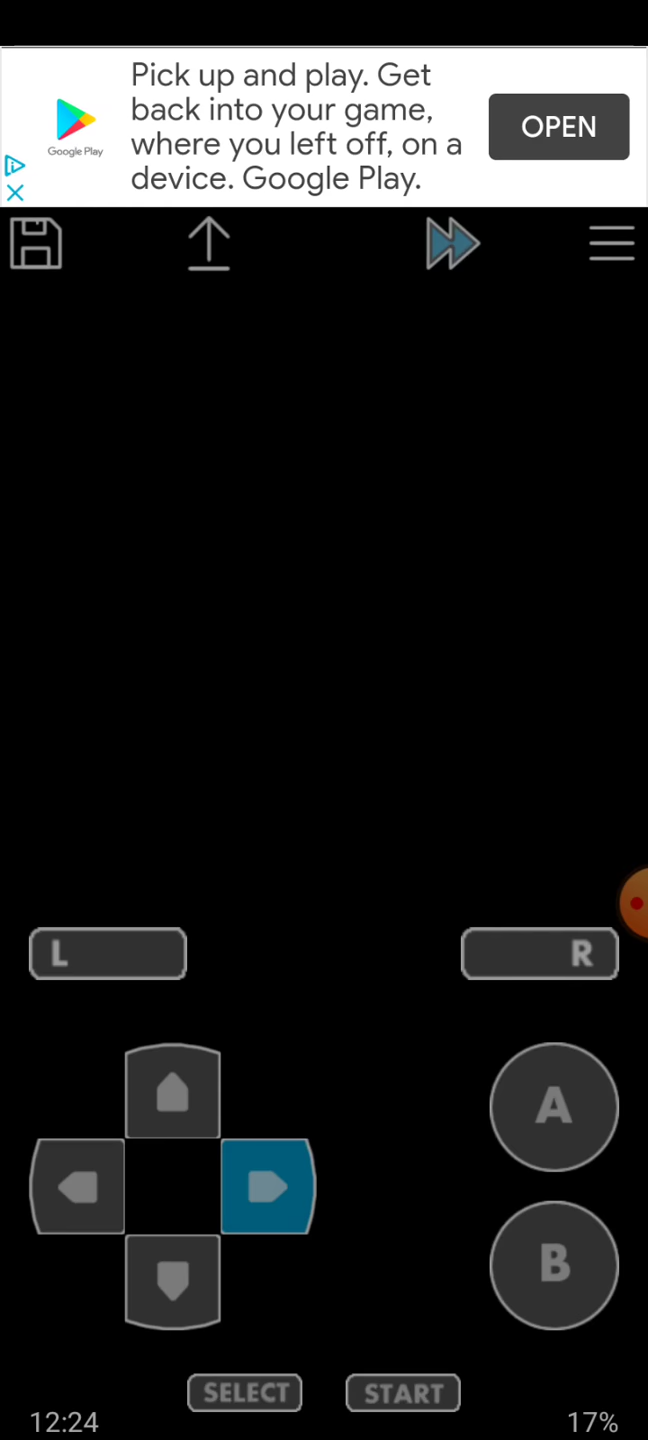 Pick up and play. Get
back into your game,
where you left off, on a
device. Google Play.
Google Play
OPEN
L
R
A
B
SELECT
START
12:24
17%